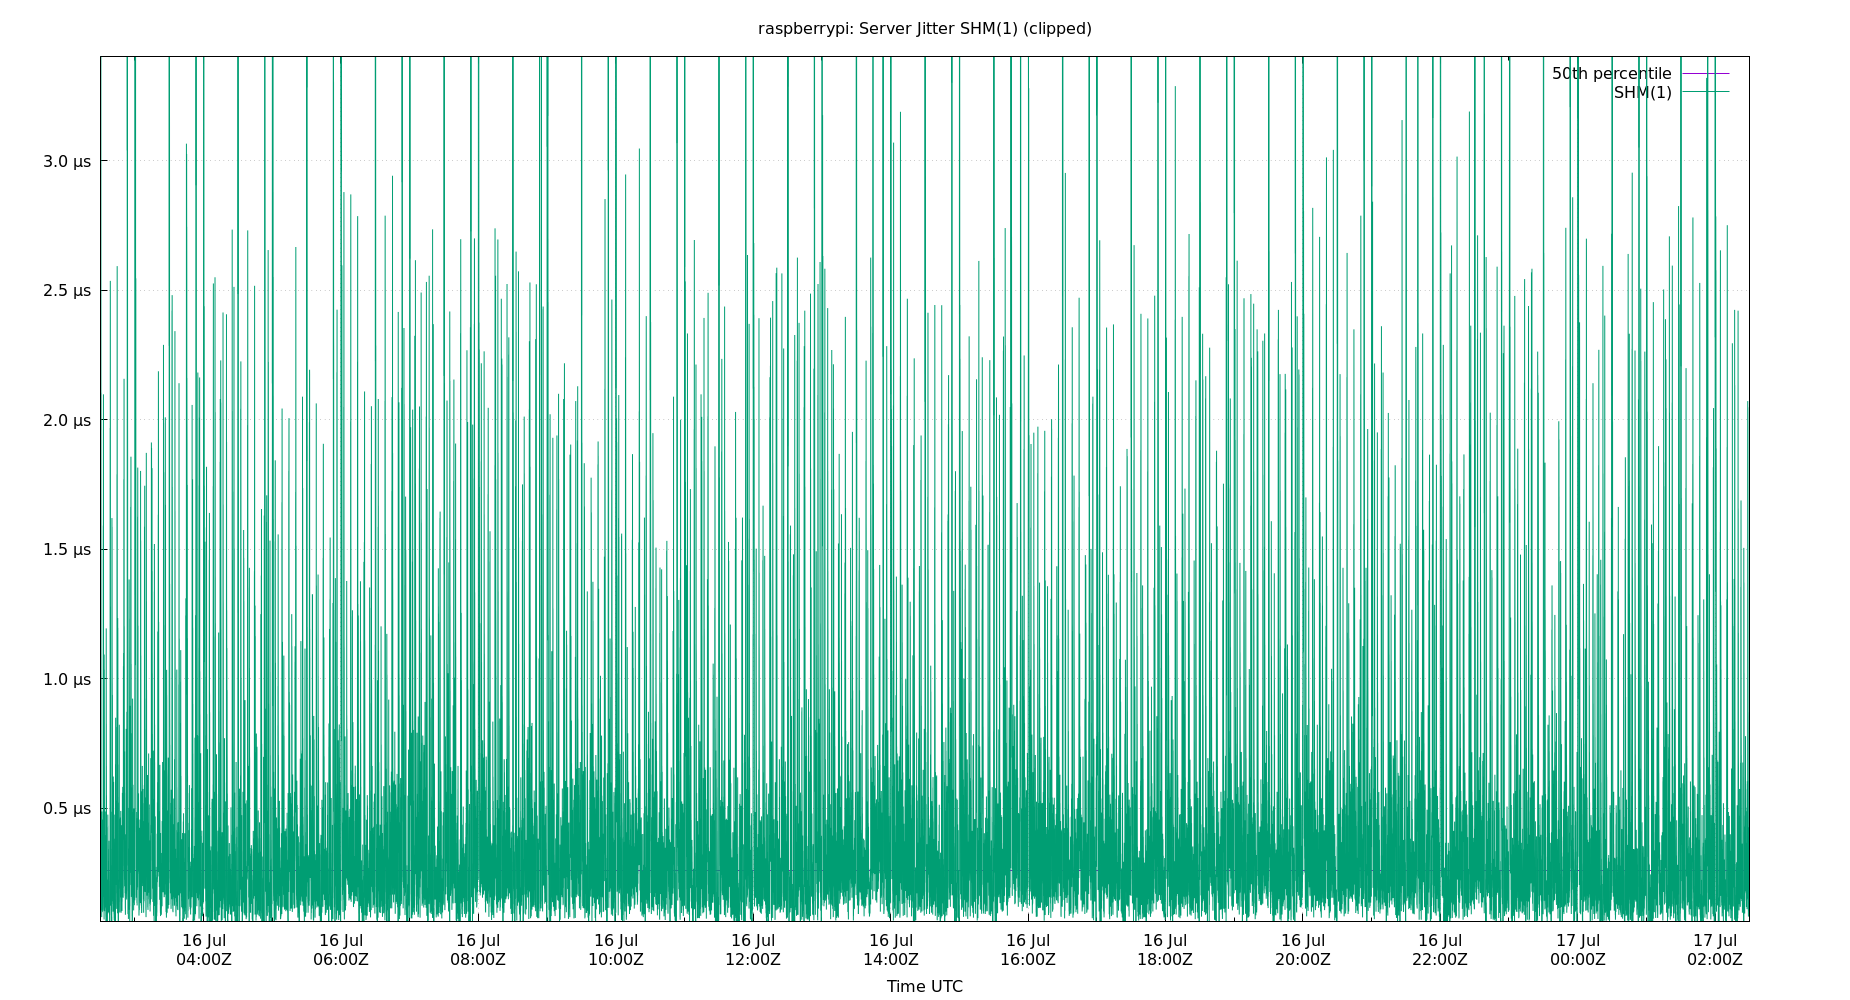 raspberrypi: Server Jitter SHM(1) (clipped)
50th percentile
SHM(1)
3.0 µs
2.5 µs
2.0 µs
1.5 µs
1.0 µs
0.5 µs
16 Jul 16 Jul 16 Jul 16 Jul 16 Jul 16 Jul 16 Jul 16 Jul 16 Jul 16 Jul 17 Jul 17 Jul
04:00Z 06:00Z 08:00Z 10:00Z 12:00Z 14:00Z 16:00Z 18:00Z 20:00Z 22:00Z 00:00Z 02:00Z
Time UTC